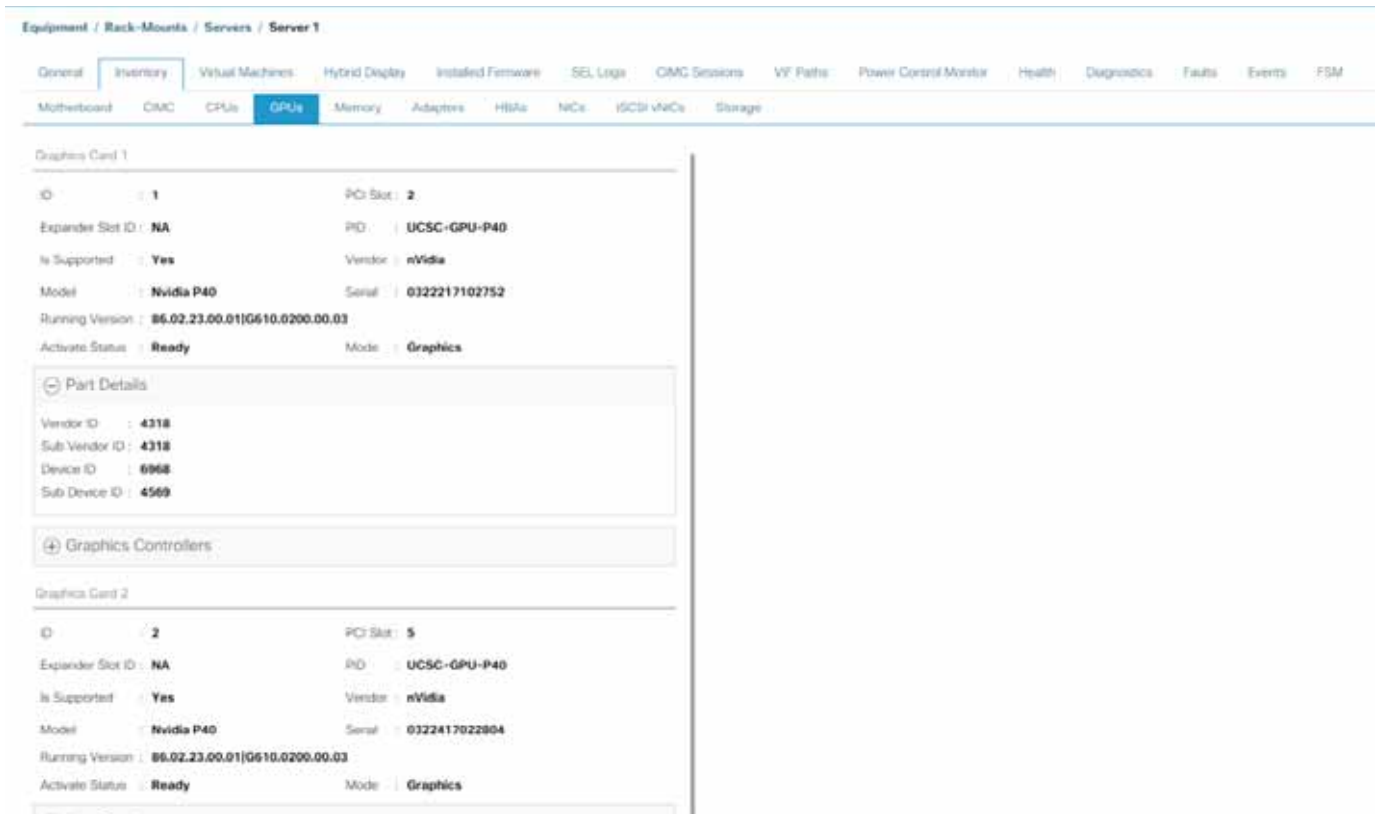 Equipment / Rack-Mounts / Servers / Server 1
General Inventory Virtual Machines Hybrid Display Installed Firmware SEL Logs CIMC Sessions VIF Paths Power Control Monitor Health Diagnostics Faults Events FSM
Motherboard CIMC CPUs GPUs Memory Adapters HBAs NICs iSCSI vNICs Storage
Graphics Card 1
ID : 1 PCI Slot : 2
Expander Slot ID : NA PID : UCSC-GPU-P40
Is Supported : Yes Vendor : nVidia
Model : Nvidia P40 Serial : 0322217102752
Running Version : 86.02.23.00.01|G610.0200.00.03
Activate Status : Ready Mode : Graphics
Part Details
Vendor ID : 4318
Sub Vendor ID : 4318
Device ID : 6968
Sub Device ID : 4569
Graphics Controllers
Graphics Card 2
ID : 2 PCI Slot : 5
Expander Slot ID : NA PID : UCSC-GPU-P40
Is Supported : Yes Vendor : nVidia
Model : Nvidia P40 Serial : 0322417022804
Running Version : 86.02.23.00.01|G610.0200.00.03
Activate Status : Ready Mode : Graphics